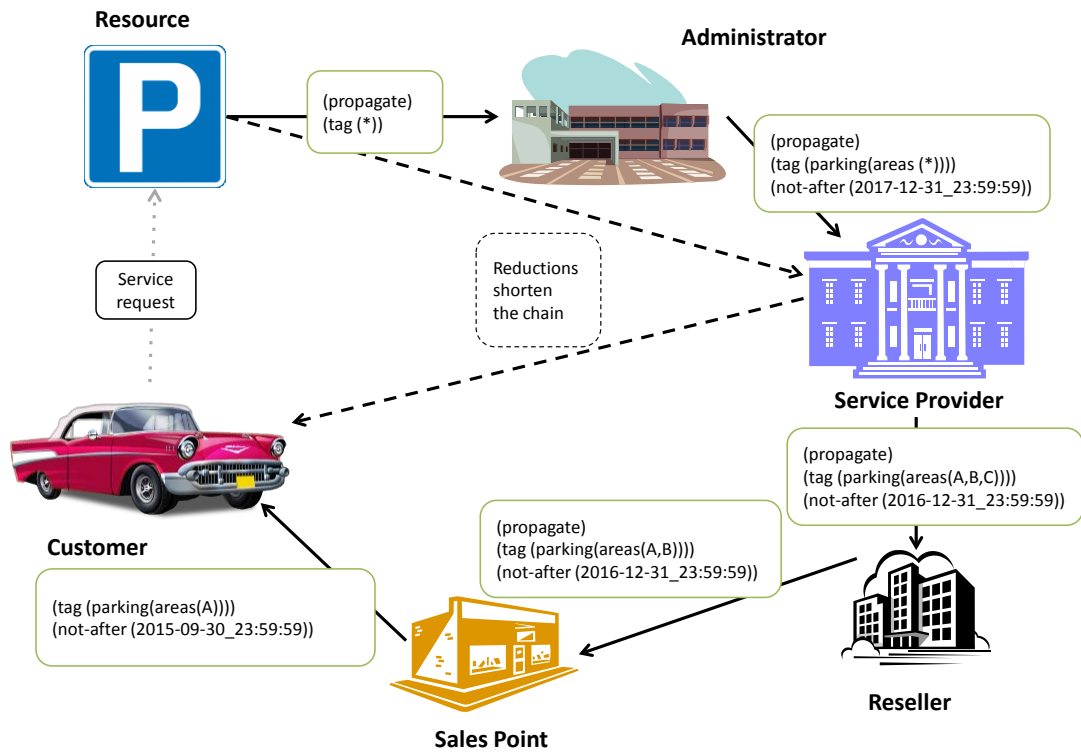 Resource
P
Administrator
(propagate)
(tag (*))
(propagate)
(tag (parking(areas (*))))
(not-after (2017-12-31_23:59:59))
Service
request
Reductions
shorten
the chain
Service Provider
(propagate)
(tag (parking(areas(A,B,C))))
(not-after (2016-12-31_23:59:59))
(propagate)
(tag (parking(areas(A,B))))
(not-after (2016-12-31_23:59:59))
Customer
(tag (parking(areas(A))))
(not-after (2015-09-30_23:59:59))
Reseller
Sales Point